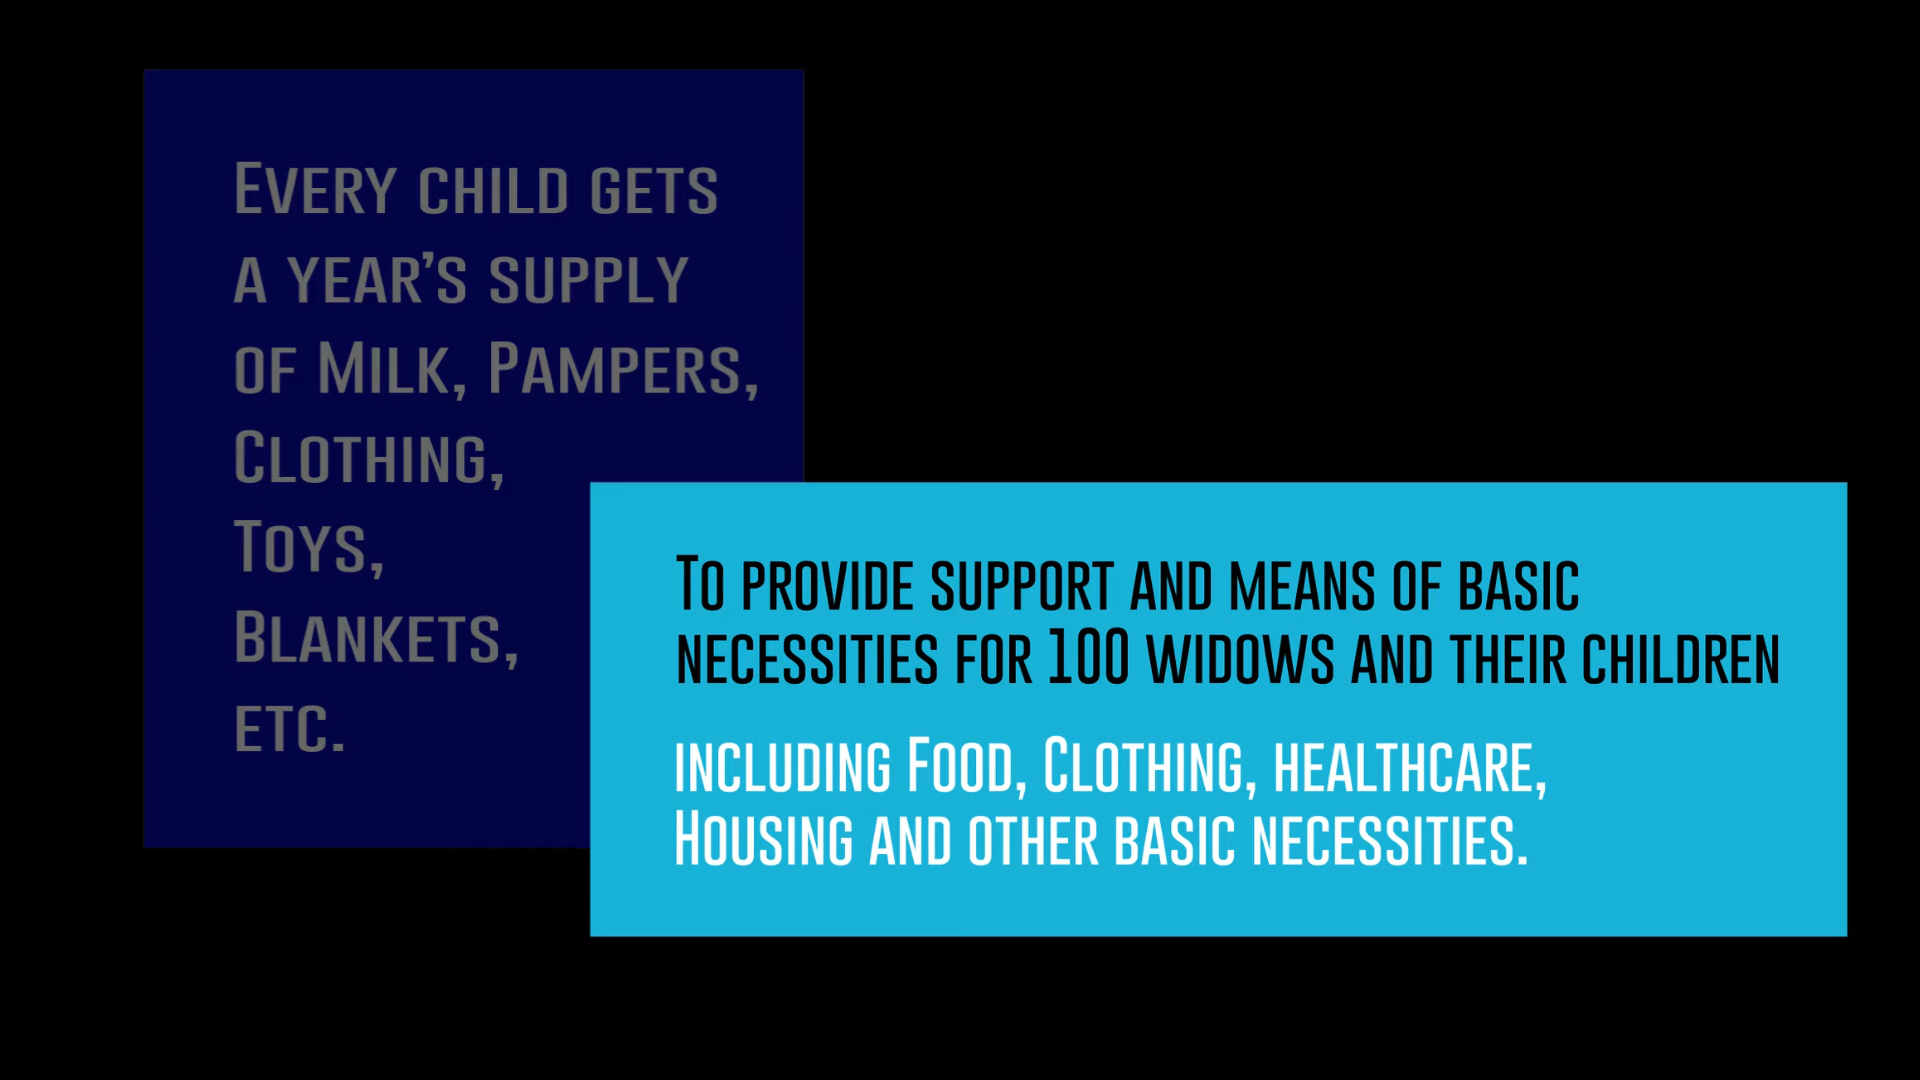 Every child gets
a year’s supply
of Milk, Pampers,
Clothing,
Toys,
Blankets,
etc.
To provide support and means of basic
necessities for 100 widows and their children
including Food, Clothing, healthcare,
Housing and other basic necessities.